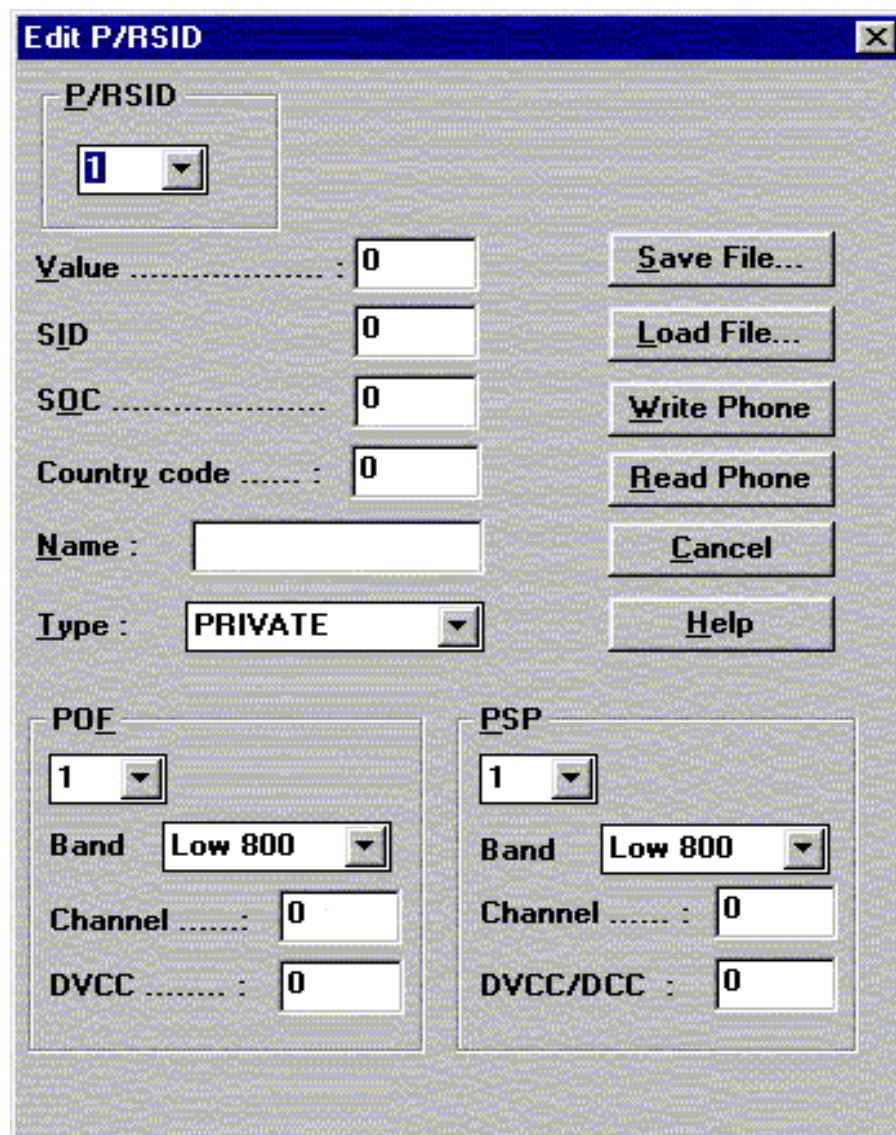 Edit P/RSID
P/RSID
1
Value .................... : 0
SID 0
SOC ...................... 0
Country code ...... : 0
Name :
Type : PRIVATE
Save File...
Load File...
Write Phone
Read Phone
Cancel
Help
POF
1
Band Low 800
Channel ......: 0
DVCC ........ : 0
PSP
1
Band Low 800
Channel ...... : 0
DVCC/DCC : 0